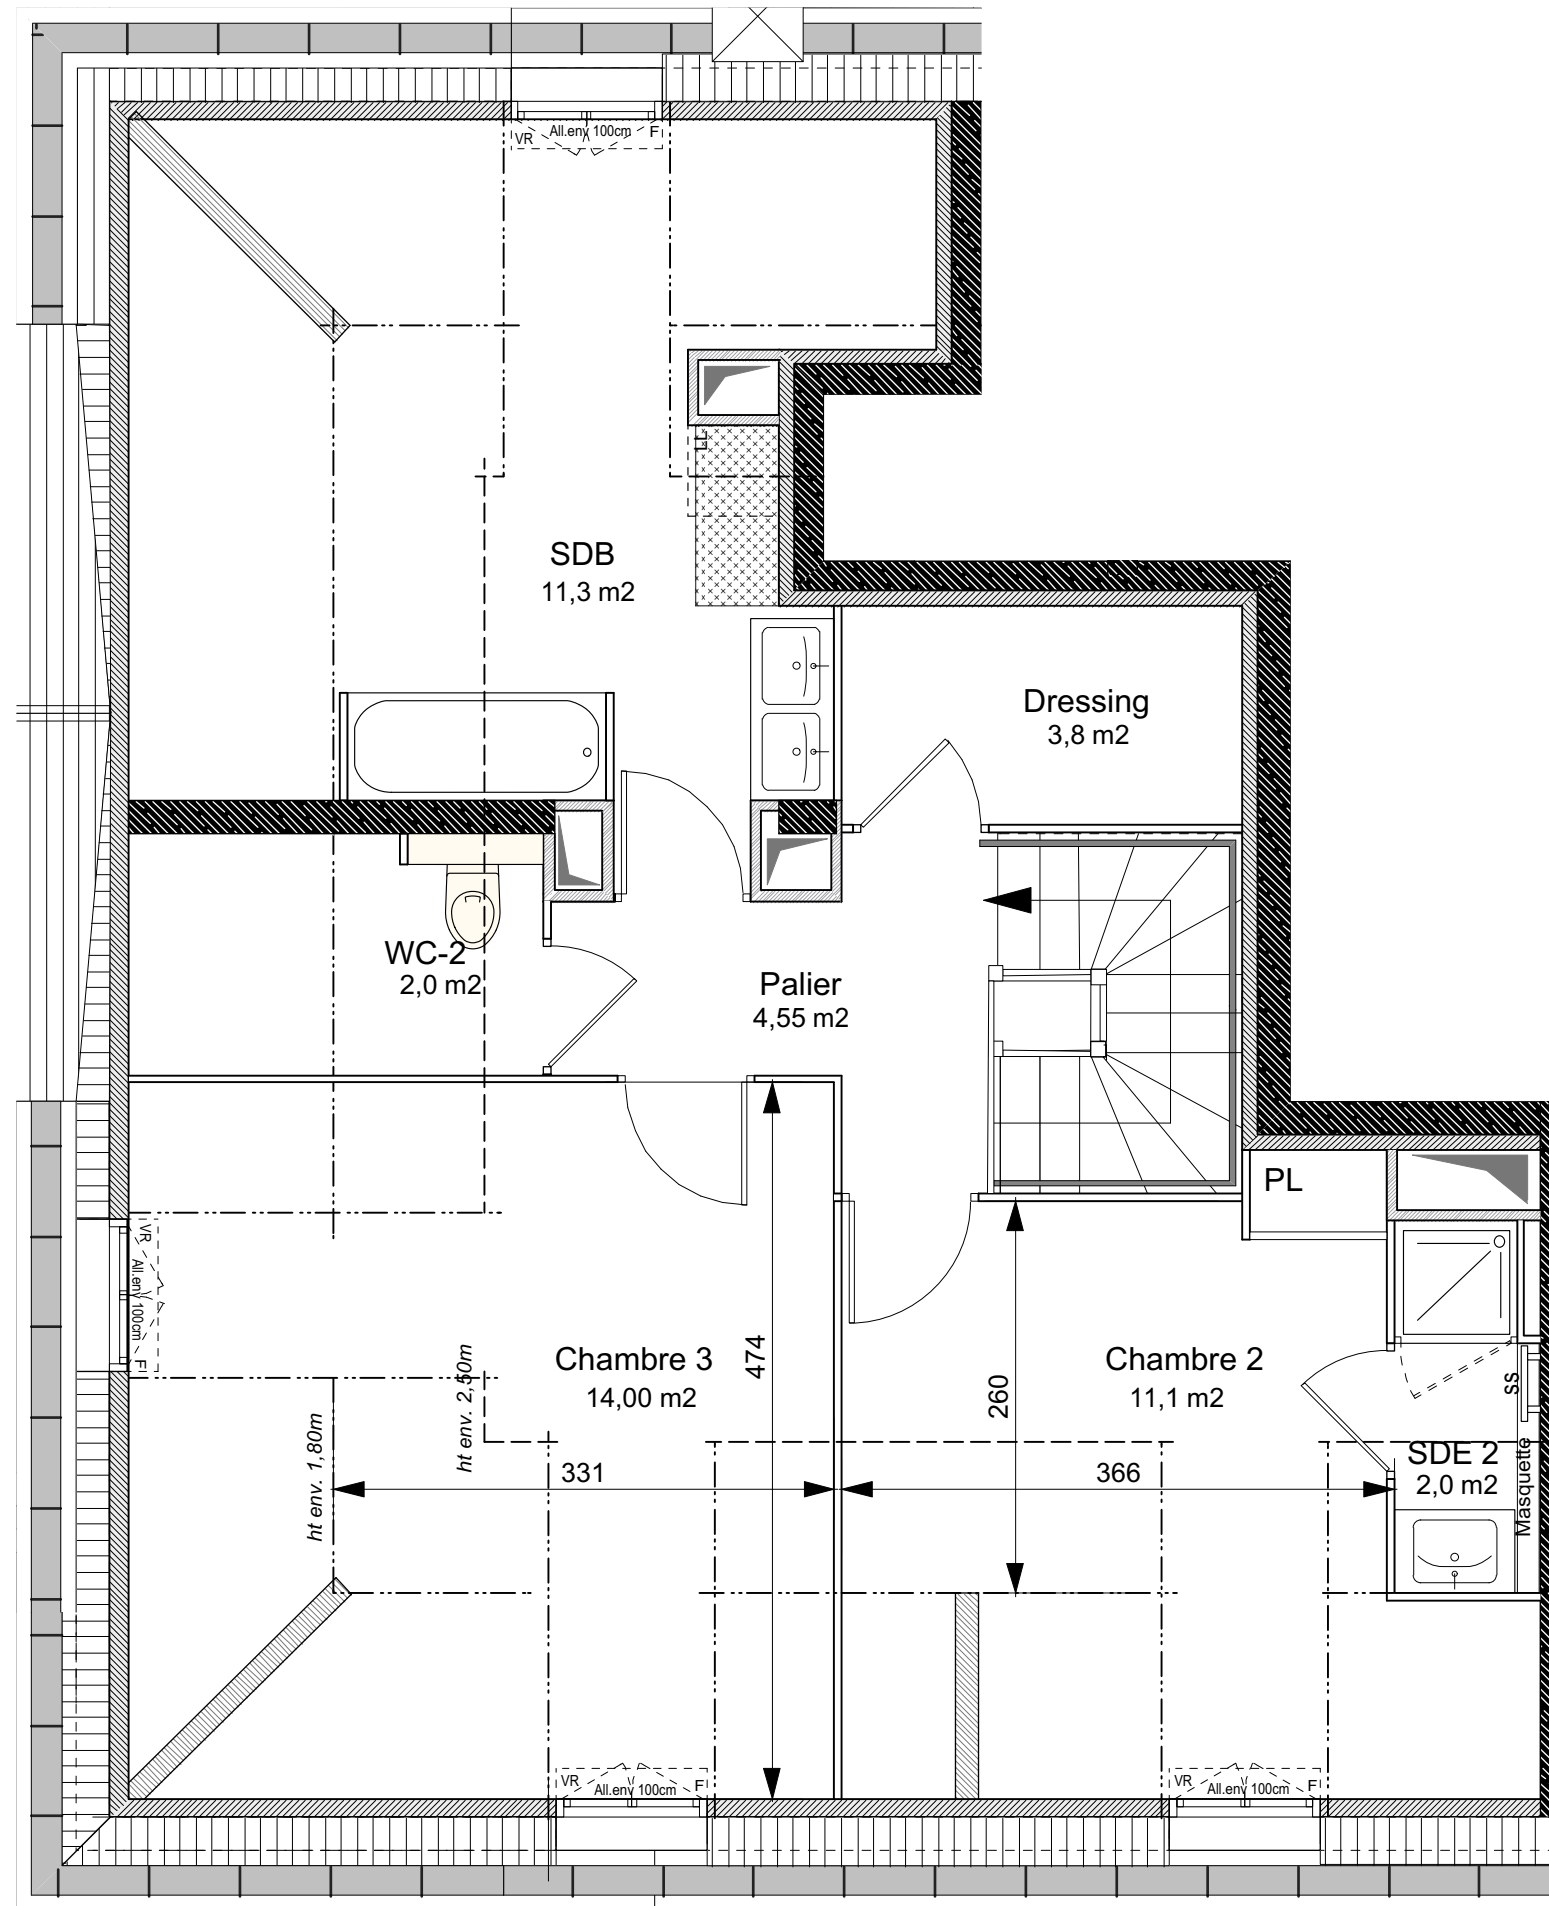 VR All.env 100cm F
SDB
11,3 m2
Dressing
3,8 m2
WC-2
2,0 m2
Palier
4,55 m2
PL
VR All.env 100cm F
Chambre 3
14,00 m2
474
Chambre 2
11,1 m2
260
ht env. 1,80m
ht env. 2,50m
331
366
SS
SDE 2
2,0 m2
Masquette
VR All.env 100cm F
VR All.env 100cm F